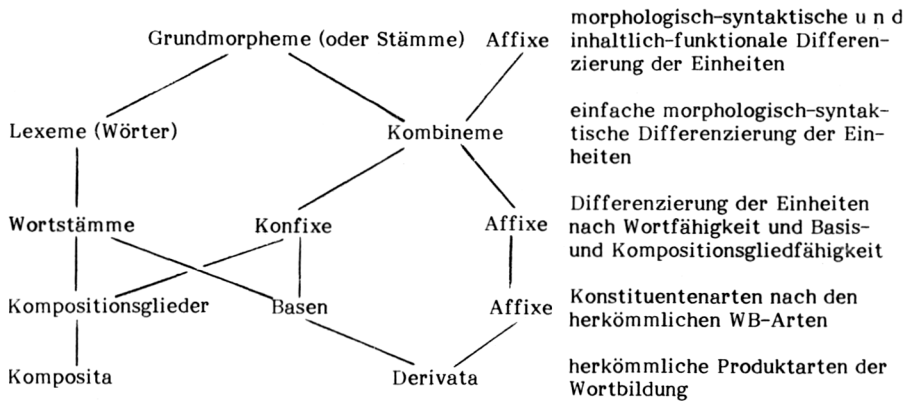 Grundmorpheme (oder Stämme) Affixe
morphologisch-syntaktische u n d
inhaltlich-funktionale Differen-
zierung der Einheiten
Lexeme (Wörter) Kombineme
einfache morphologisch-syntak-
tische Differenzierung der Ein-
heiten
Wortstämme Konfixe Affixe
Differenzierung der Einheiten
nach Wortfähigkeit und Basis-
und Kompositionsgliedfähigkeit
Kompositionsglieder Basen Affixe
Konstituentenarten nach den
herkömmlichen WB-Arten
Komposita Derivata
herkömmliche Produktarten der
Wortbildung